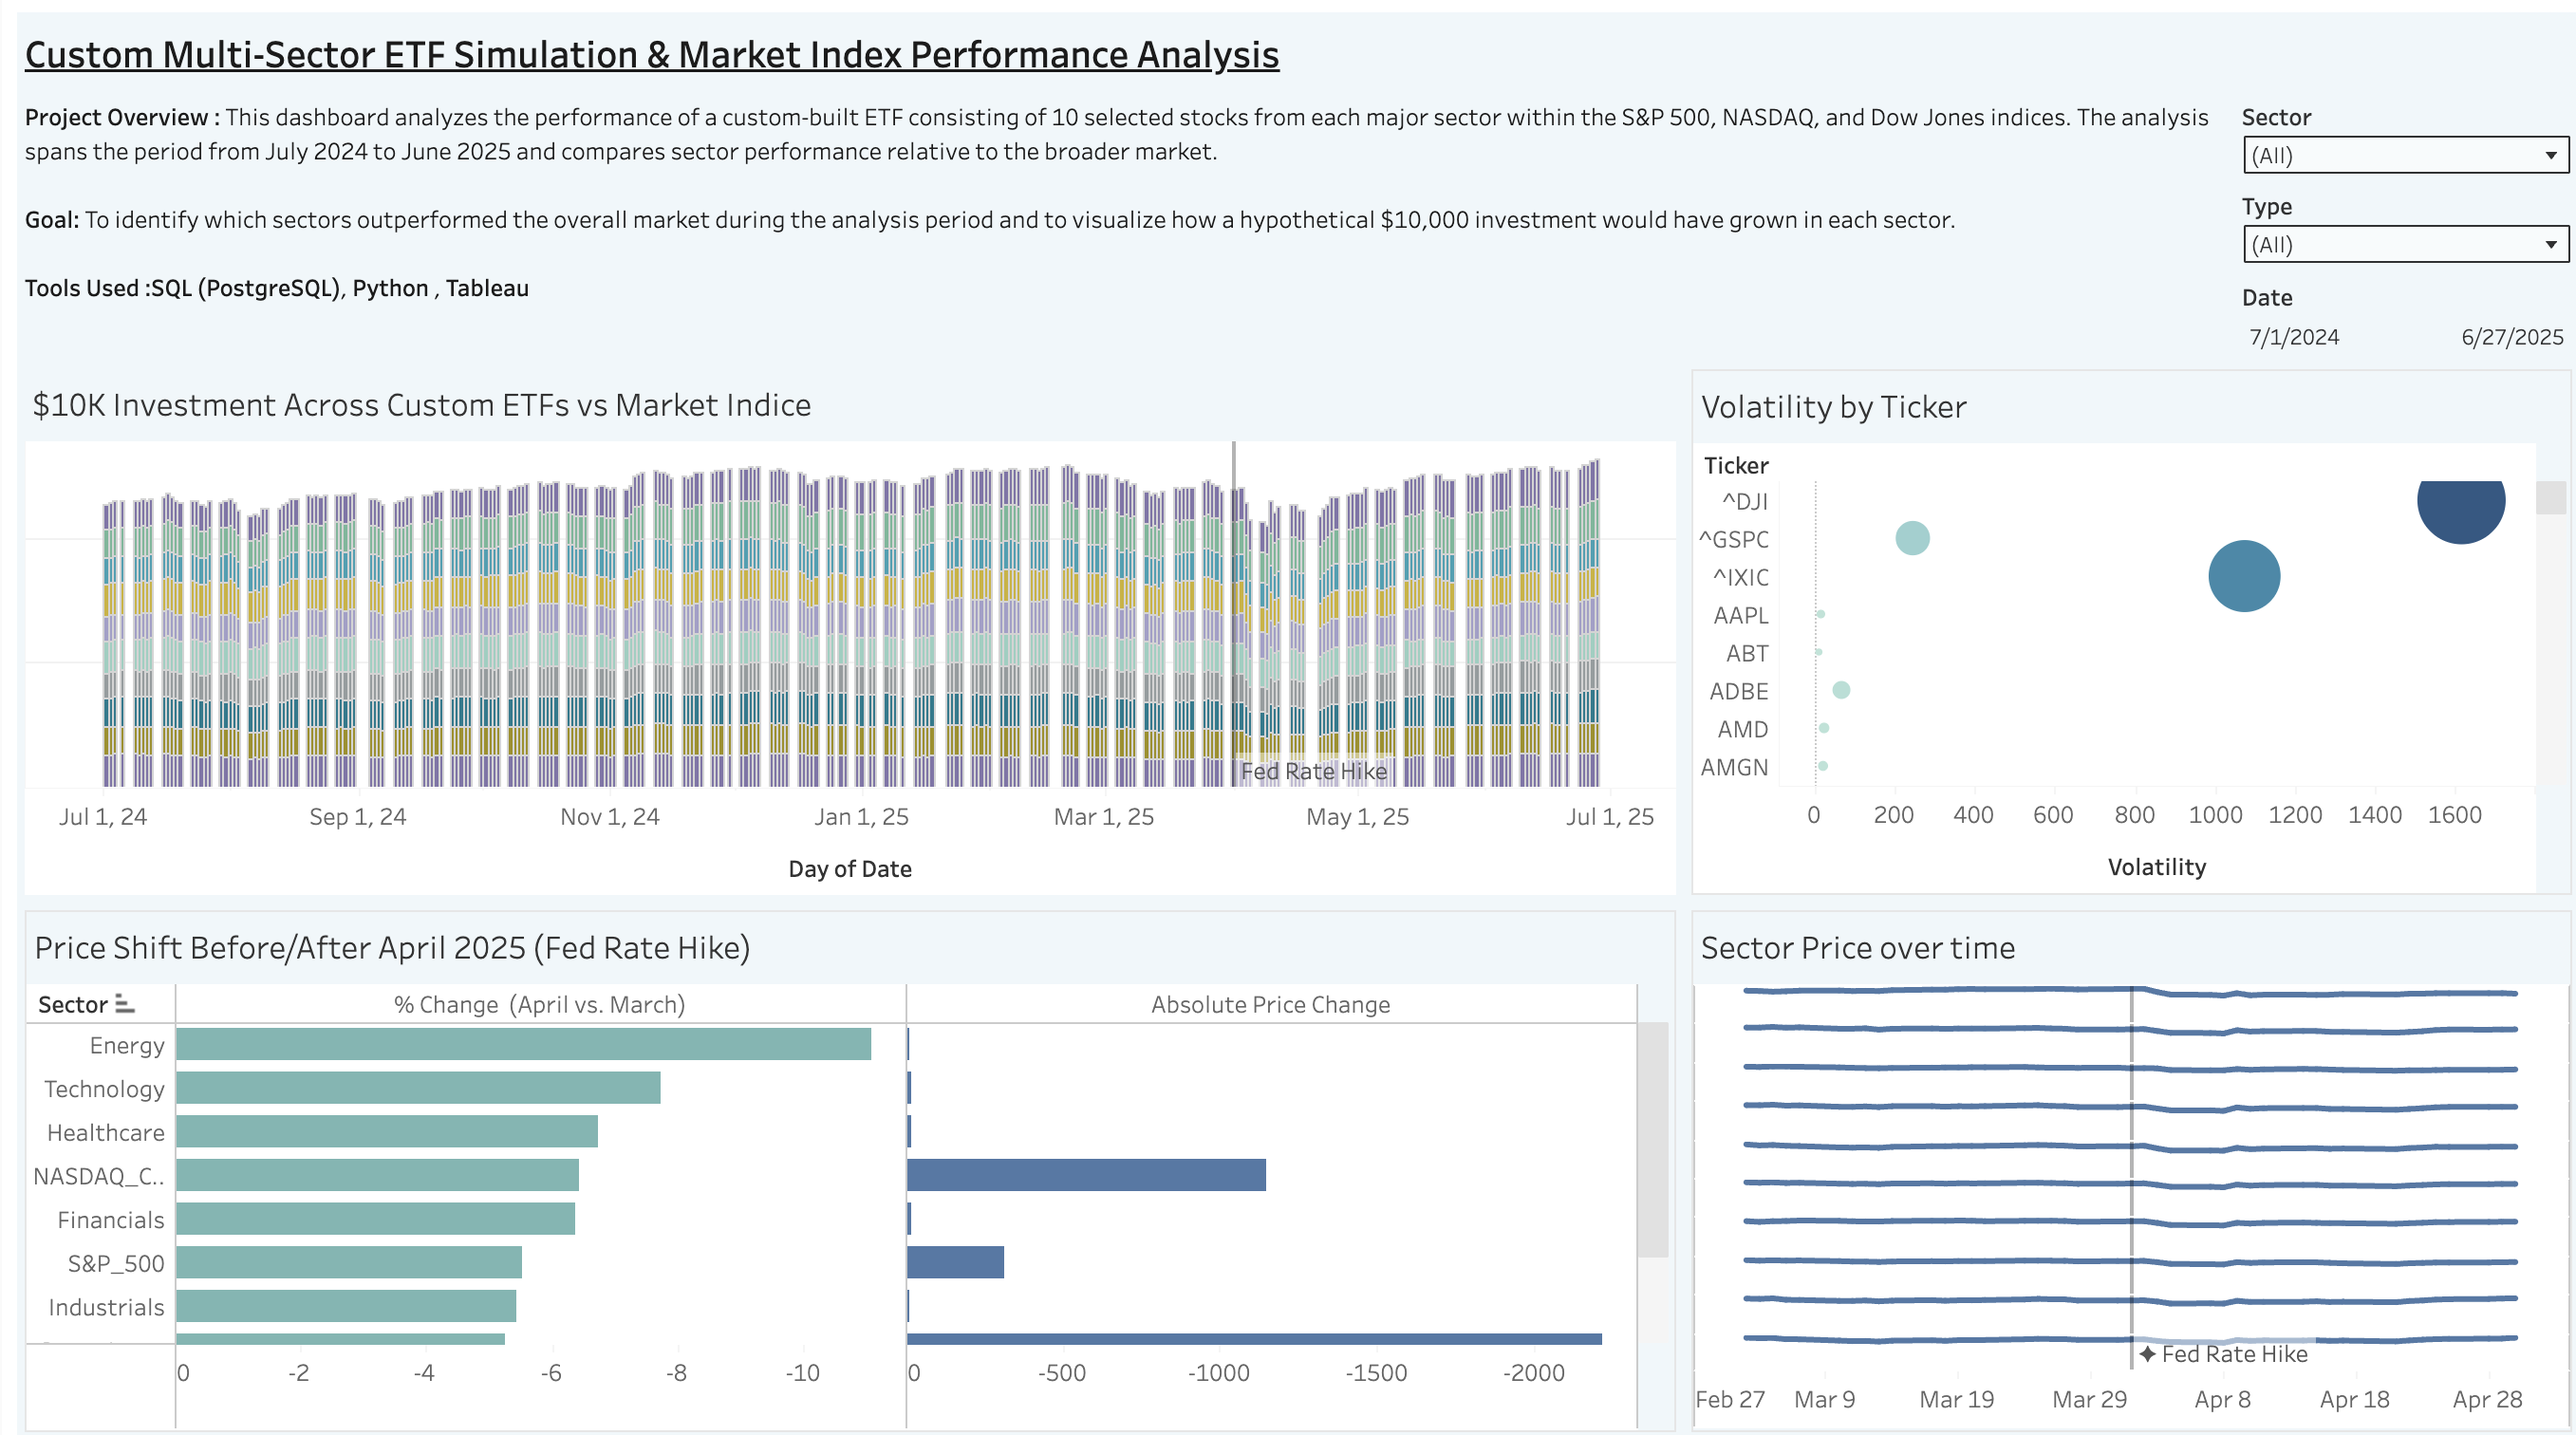 Custom Multi-Sector ETF Simulation & Market Index Performance Analysis
Project Overview : This dashboard analyzes the performance of a custom-built ETF consisting of 10 selected stocks from each major sector within the S&P 500, NASDAQ, and Dow Jones indices. The analysis
spans the period from July 2024 to June 2025 and compares sector performance relative to the broader market.
Goal: To identify which sectors outperformed the overall market during the analysis period and to visualize how a hypothetical $10,000 investment would have grown in each sector.
Tools Used :SQL (PostgreSQL), Python , Tableau
Sector
(All)
Type
(All)
Date
7/1/2024 6/27/2025
$10K Investment Across Custom ETFs vs Market Indice
Fed Rate Hike
Jul 1, 24 Sep 1, 24 Nov 1, 24 Jan 1, 25 Mar 1, 25 May 1, 25 Jul 1, 25
Day of Date
Volatility by Ticker
Ticker
^DJI
^GSPC
^IXIC
AAPL
ABT
ADBE
AMD
AMGN
0 200 400 600 800 1000 1200 1400 1600
Volatility
Price Shift Before/After April 2025 (Fed Rate Hike)
Sector % Change (April vs. March) Absolute Price Change
Energy
Technology
Healthcare
NASDAQ_C..
Financials
S&P_500
Industrials
0 -2 -4 -6 -8 -10 0 -500 -1000 -1500 -2000
Sector Price over time
✦ Fed Rate Hike
Feb 27 Mar 9 Mar 19 Mar 29 Apr 8 Apr 18 Apr 28